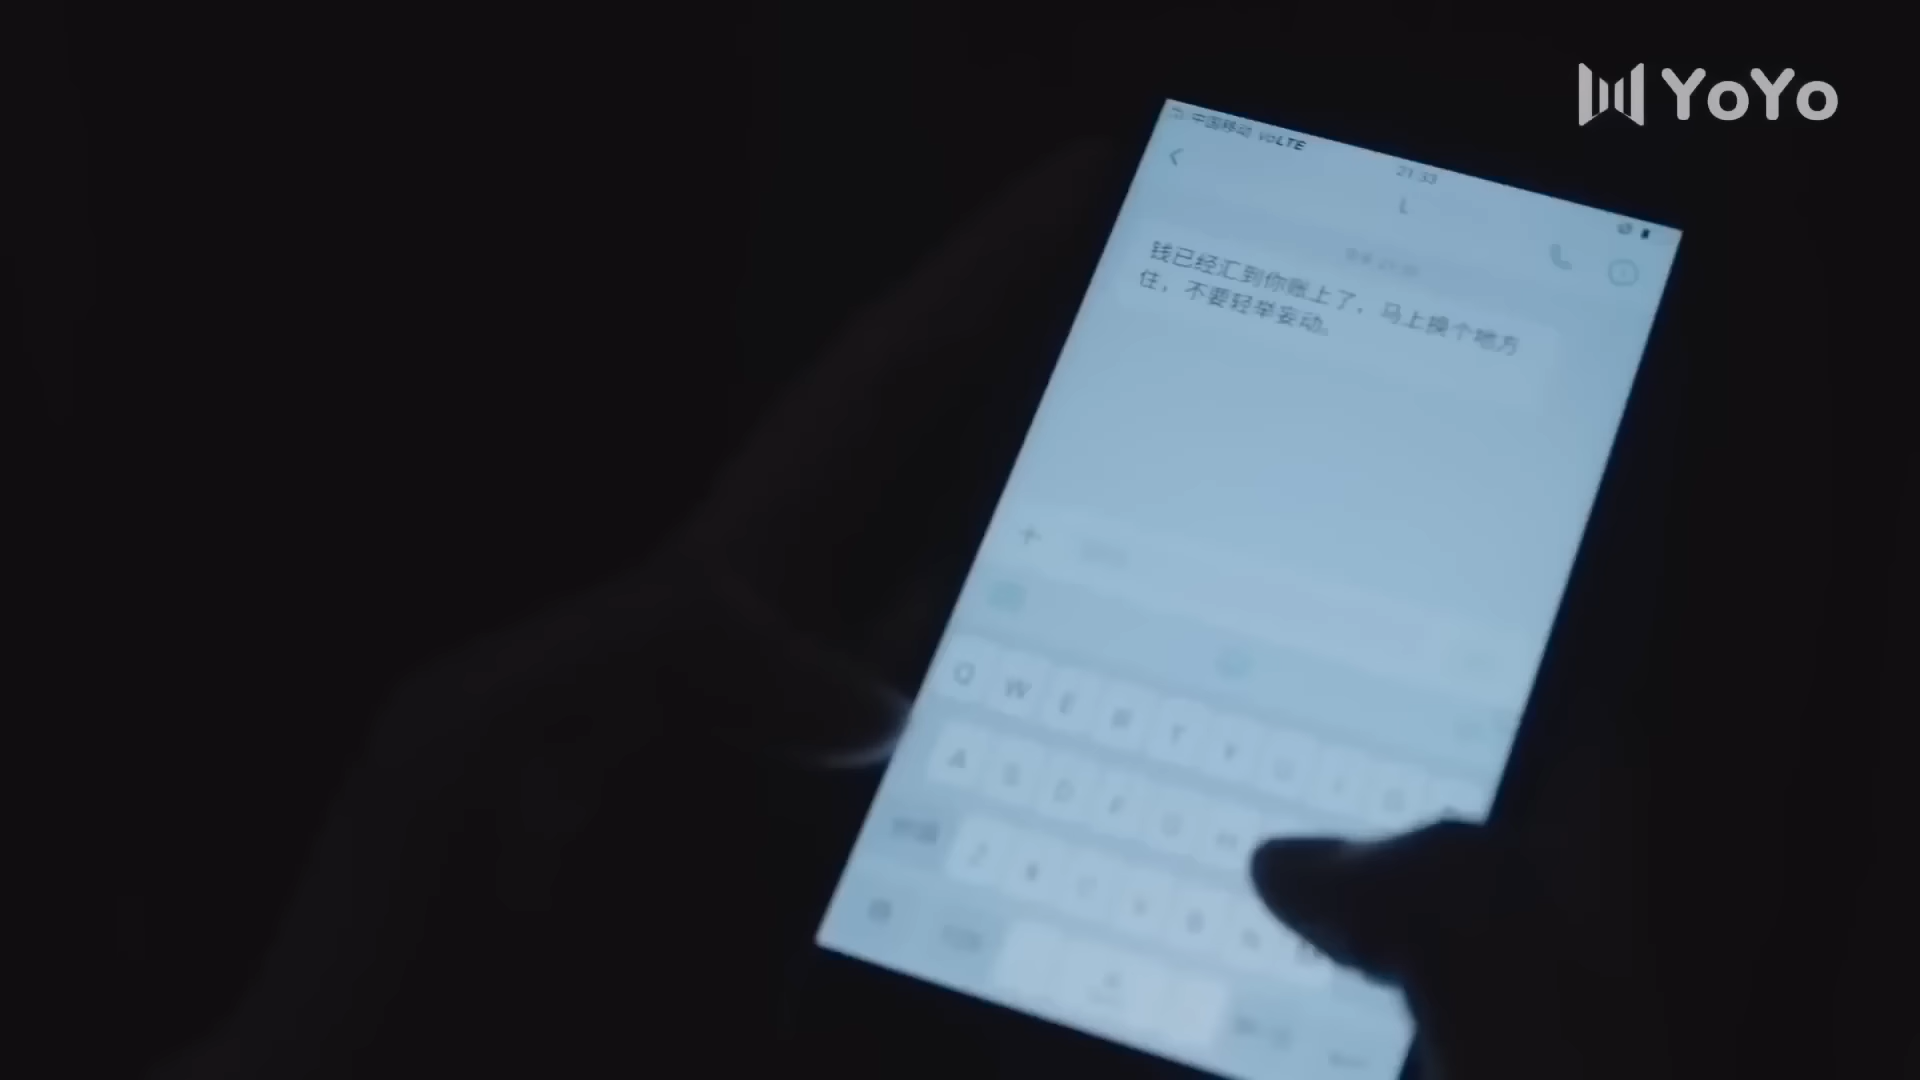 YoYo
中国移动 VoLTE
21:33
L
钱已经汇到你账上了，马上换个地方
住，不要轻举妄动。
Q W E R T Y U I O
A S D F G H
Z X C V B N